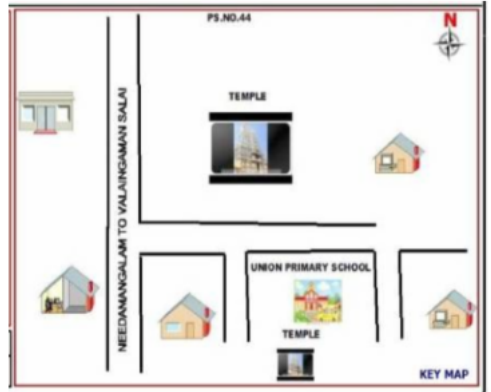 PS.NO.44
N
TEMPLE
NEEDAMANGALAM TO VALAINGAMAN SALAI
UNION PRIMARY SCHOOL
TEMPLE
KEY MAP